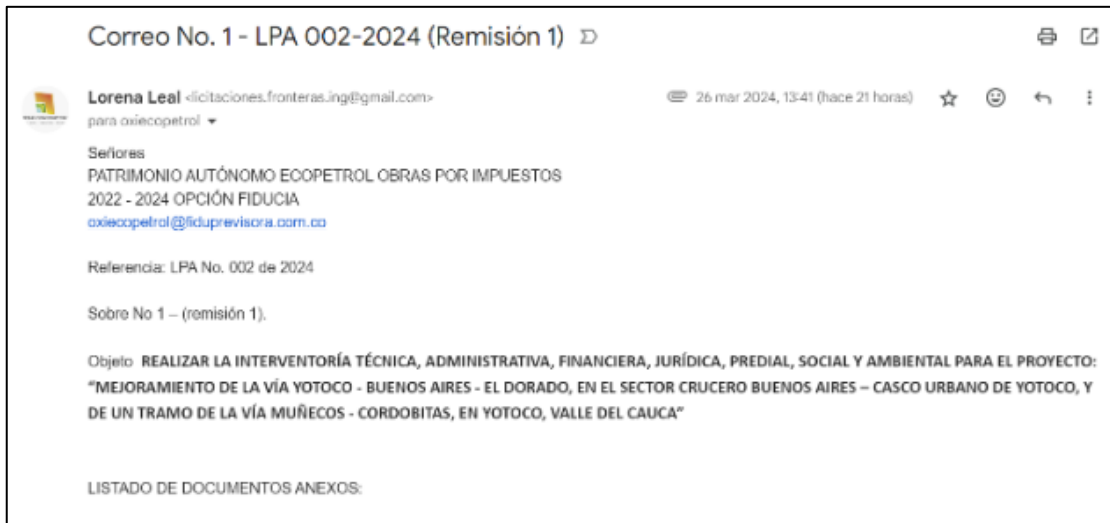 Correo No. 1 - LPA 002-2024 (Remisión 1)
Lorena Leal <licitaciones.fronteras.ing@gmail.com>
26 mar 2024, 13:41 (hace 21 horas)
para oxiecopetrol
Señores
PATRIMONIO AUTÓNOMO ECOPETROL OBRAS POR IMPUESTOS
2022 - 2024 OPCIÓN FIDUCIA
oxiecopetrol@fiduprevisora.com.co
Referencia: LPA No. 002 de 2024
Sobre No 1 – (remisión 1).
Objeto REALIZAR LA INTERVENTORÍA TÉCNICA, ADMINISTRATIVA, FINANCIERA, JURÍDICA, PREDIAL, SOCIAL Y AMBIENTAL PARA EL PROYECTO:
“MEJORAMIENTO DE LA VÍA YOTOCO - BUENOS AIRES - EL DORADO, EN EL SECTOR CRUCERO BUENOS AIRES – CASCO URBANO DE YOTOCO, Y
DE UN TRAMO DE LA VÍA MUÑECOS - CORDOBITAS, EN YOTOCO, VALLE DEL CAUCA”
LISTADO DE DOCUMENTOS ANEXOS: